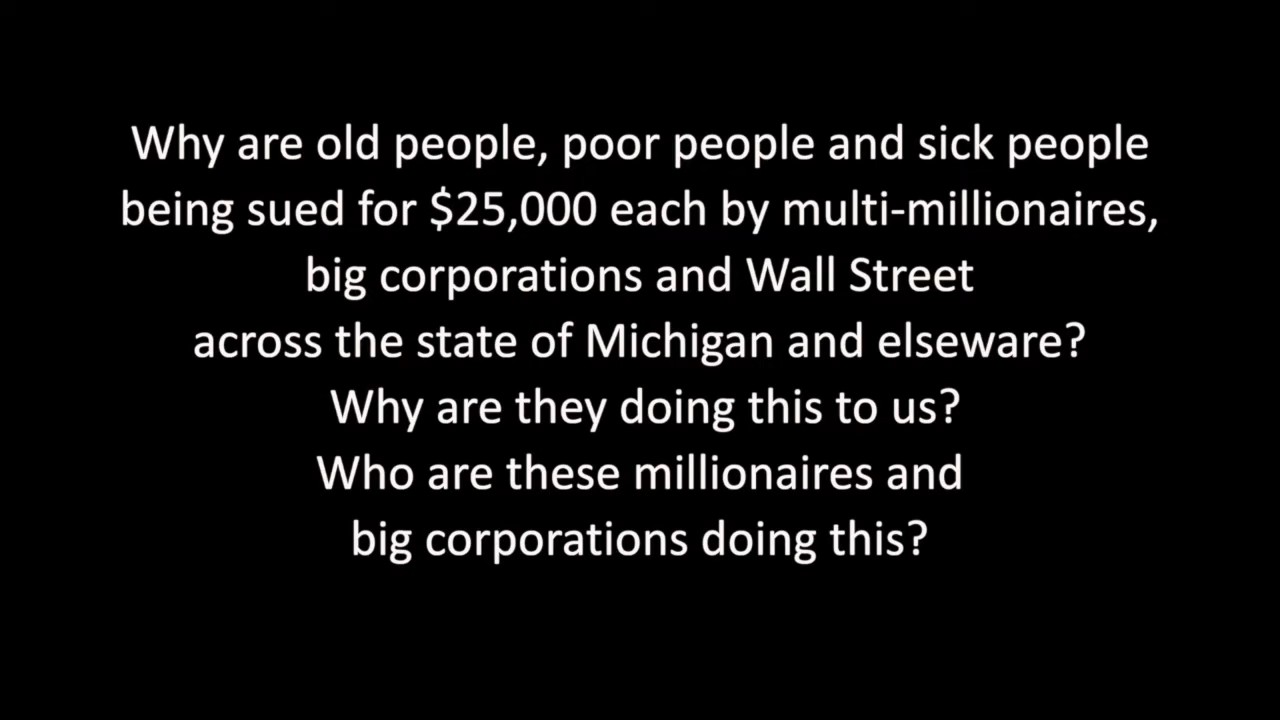 Why are old people, poor people and sick people
being sued for $25,000 each by multi-millionaires,
big corporations and Wall Street
across the state of Michigan and elseware?
Why are they doing this to us?
Who are these millionaires and
big corporations doing this?